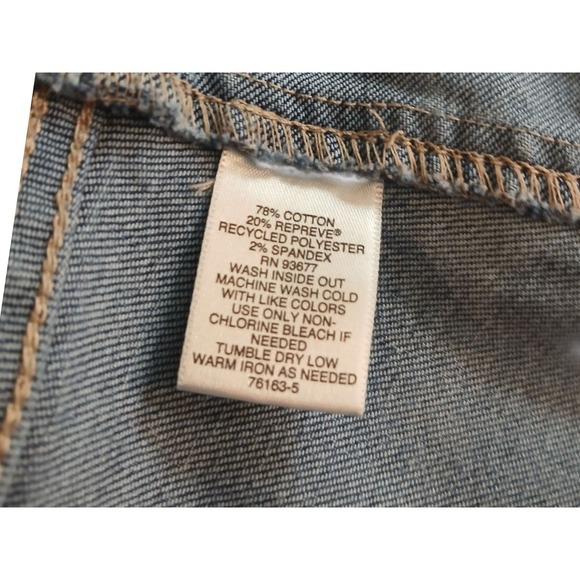 78% COTTON
20% REPREVE®
RECYCLED POLYESTER
2% SPANDEX
RN 93677
WASH INSIDE OUT
MACHINE WASH COLD
WITH LIKE COLORS
USE ONLY NON-
CHLORINE BLEACH IF
NEEDED
TUMBLE DRY LOW
WARM IRON AS NEEDED
76163-5